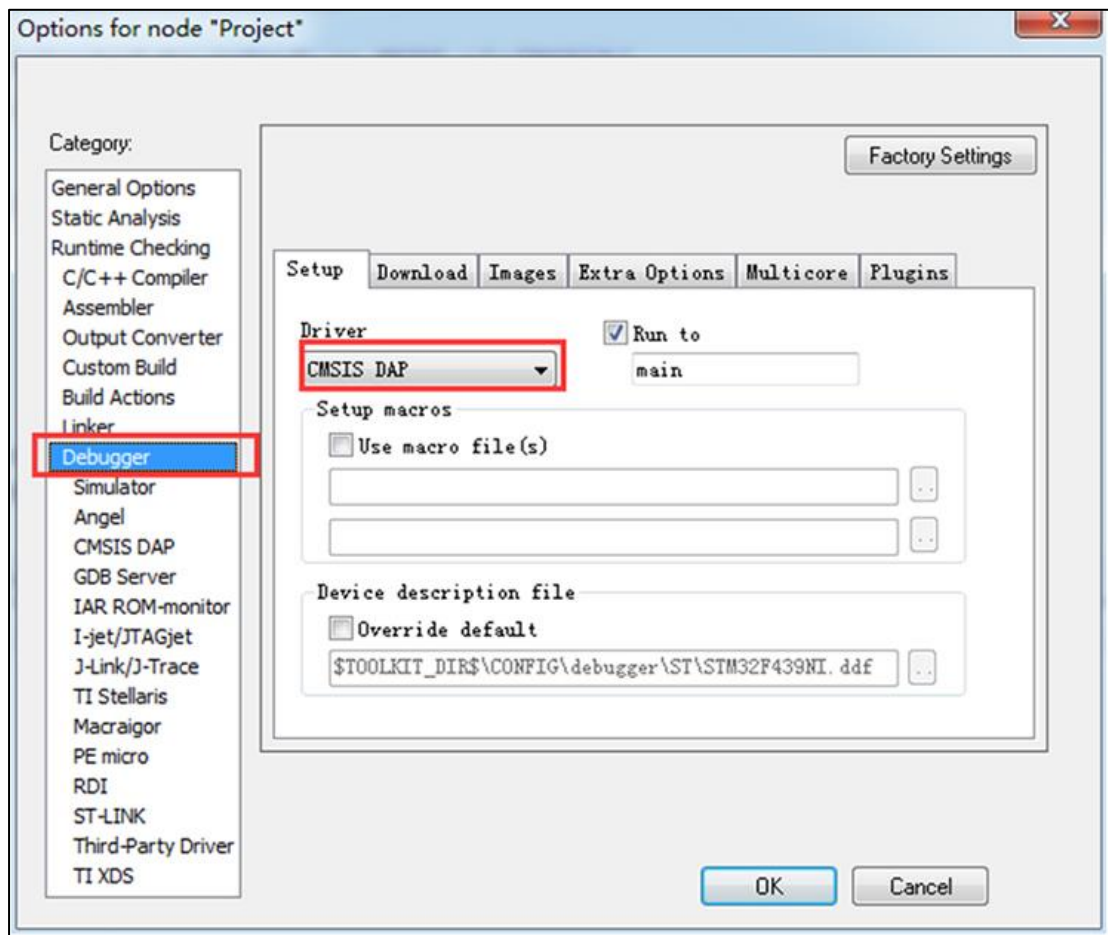 Options for node "Project"
Category:
Factory Settings
General Options
Static Analysis
Runtime Checking
C/C++ Compiler
Assembler
Output Converter
Custom Build
Build Actions
Linker
Debugger
Simulator
Angel
CMSIS DAP
GDB Server
IAR ROM-monitor
I-jet/JTAGjet
J-Link/J-Trace
TI Stellaris
Macraigor
PE micro
RDI
ST-LINK
Third-Party Driver
TI XDS
Setup Download Images Extra Options Multicore Plugins
Driver
Run to
CMSIS DAP
main
Setup macros
Use macro file(s)
..
..
Device description file
Override default
$TOOLKIT_DIR$\CONFIG\debugger\ST\STM32F439NI.ddf
..
OK Cancel